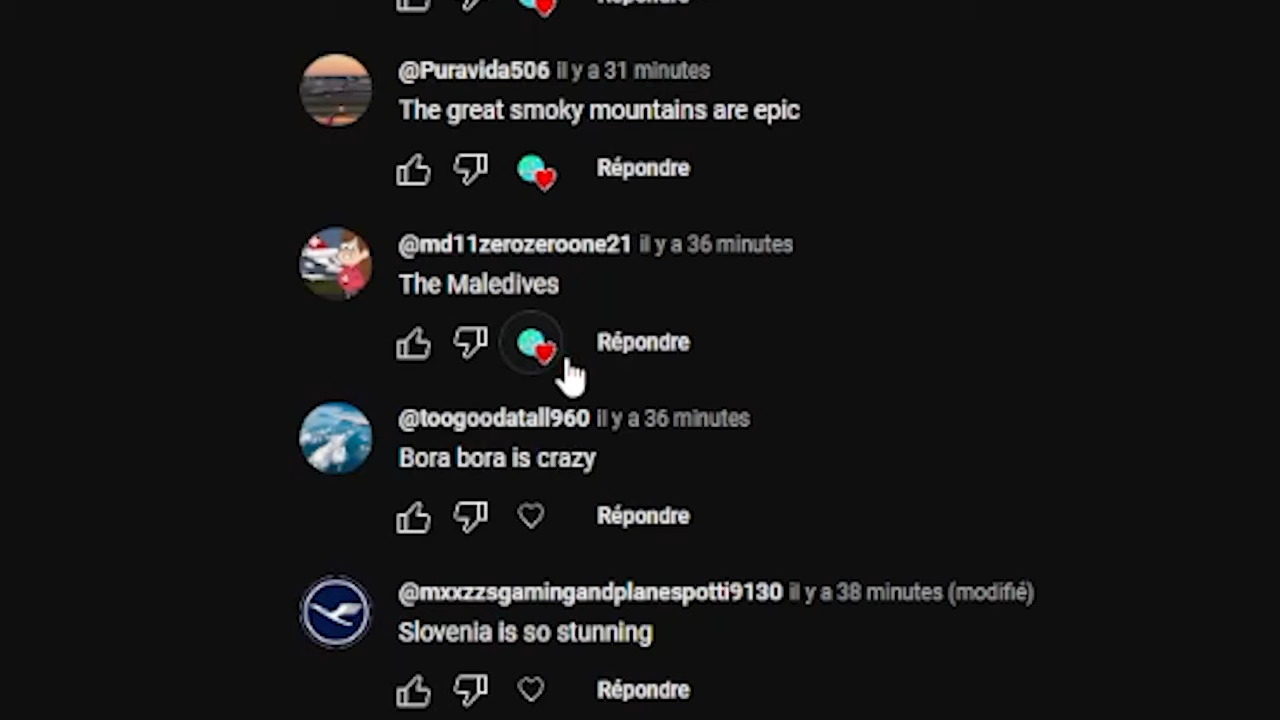 Répondre
@Puravida506 il y a 31 minutes
The great smoky mountains are epic
Répondre
@md11zerozeroone21 il y a 36 minutes
The Maledives
Répondre
@toogoodatall960 il y a 36 minutes
Bora bora is crazy
Répondre
@mxxzzsgamingandplanespotti9130 il y a 38 minutes (modifié)
Slovenia is so stunning
Répondre